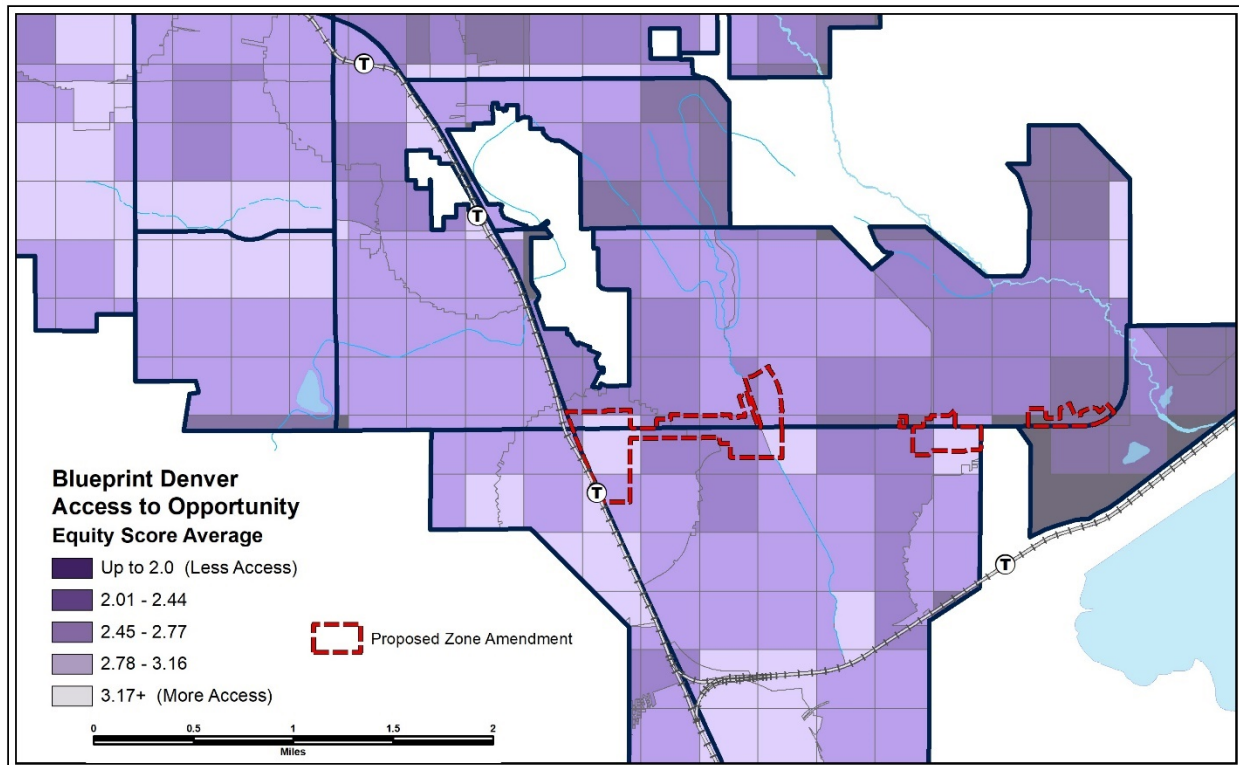 T
T
T
T
Blueprint Denver
Access to Opportunity
Equity Score Average
Up to 2.0 (Less Access)
2.01 - 2.44
2.45 - 2.77
2.78 - 3.16
3.17+ (More Access)
Proposed Zone Amendment
0 0.5 1 1.5 2
Miles